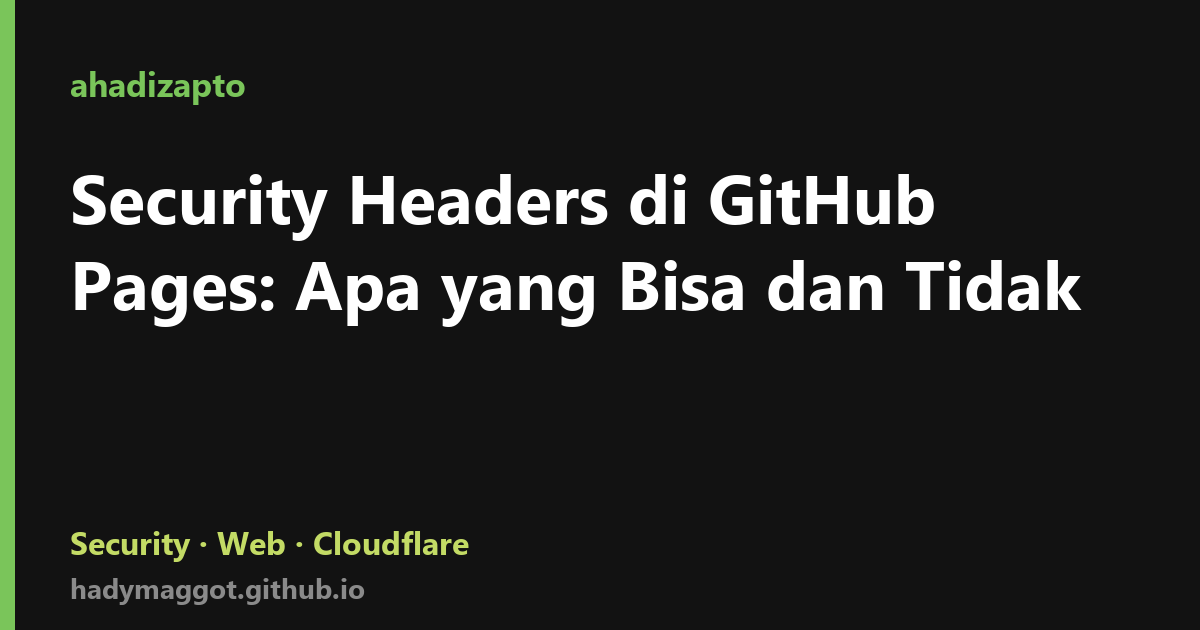 ahadizapto
Security Headers di GitHub
Pages: Apa yang Bisa dan Tidak
Security · Web · Cloudflare
hadymaggot.github.io